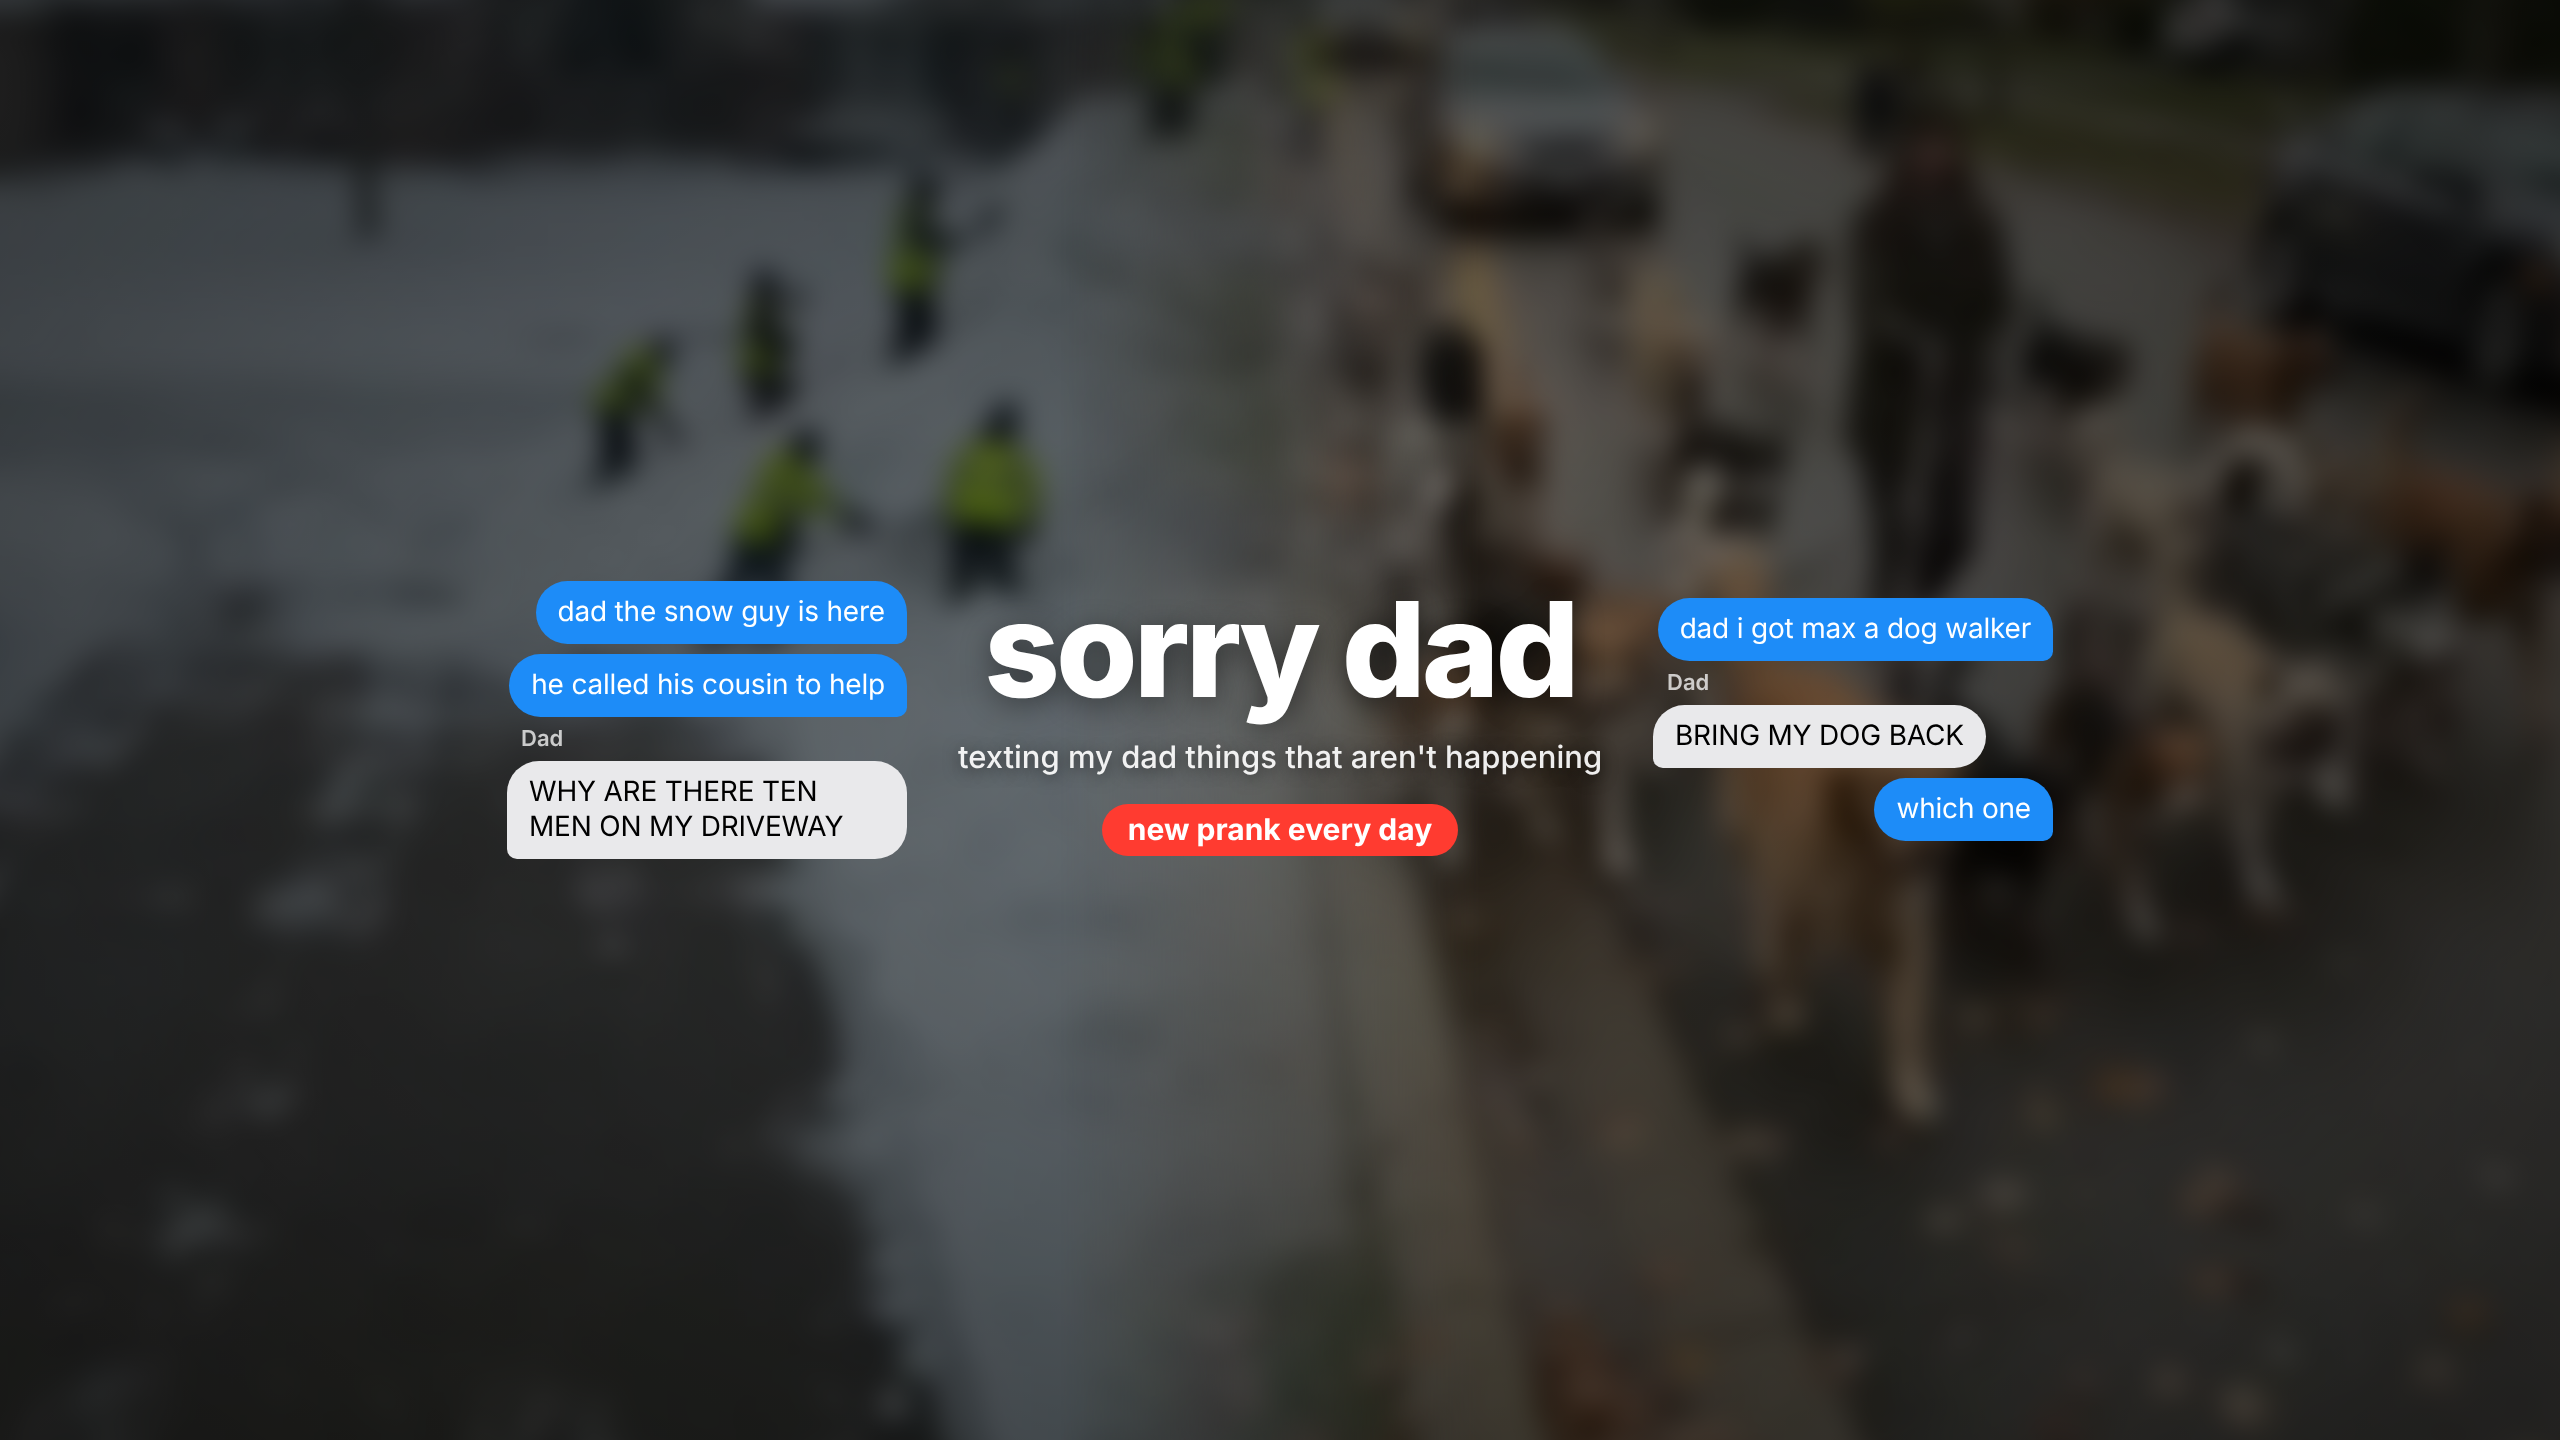 dad the snow guy is here
he called his cousin to help
Dad
WHY ARE THERE TEN
MEN ON MY DRIVEWAY
sorry dad
texting my dad things that aren't happening
new prank every day
dad i got max a dog walker
Dad
BRING MY DOG BACK
which one